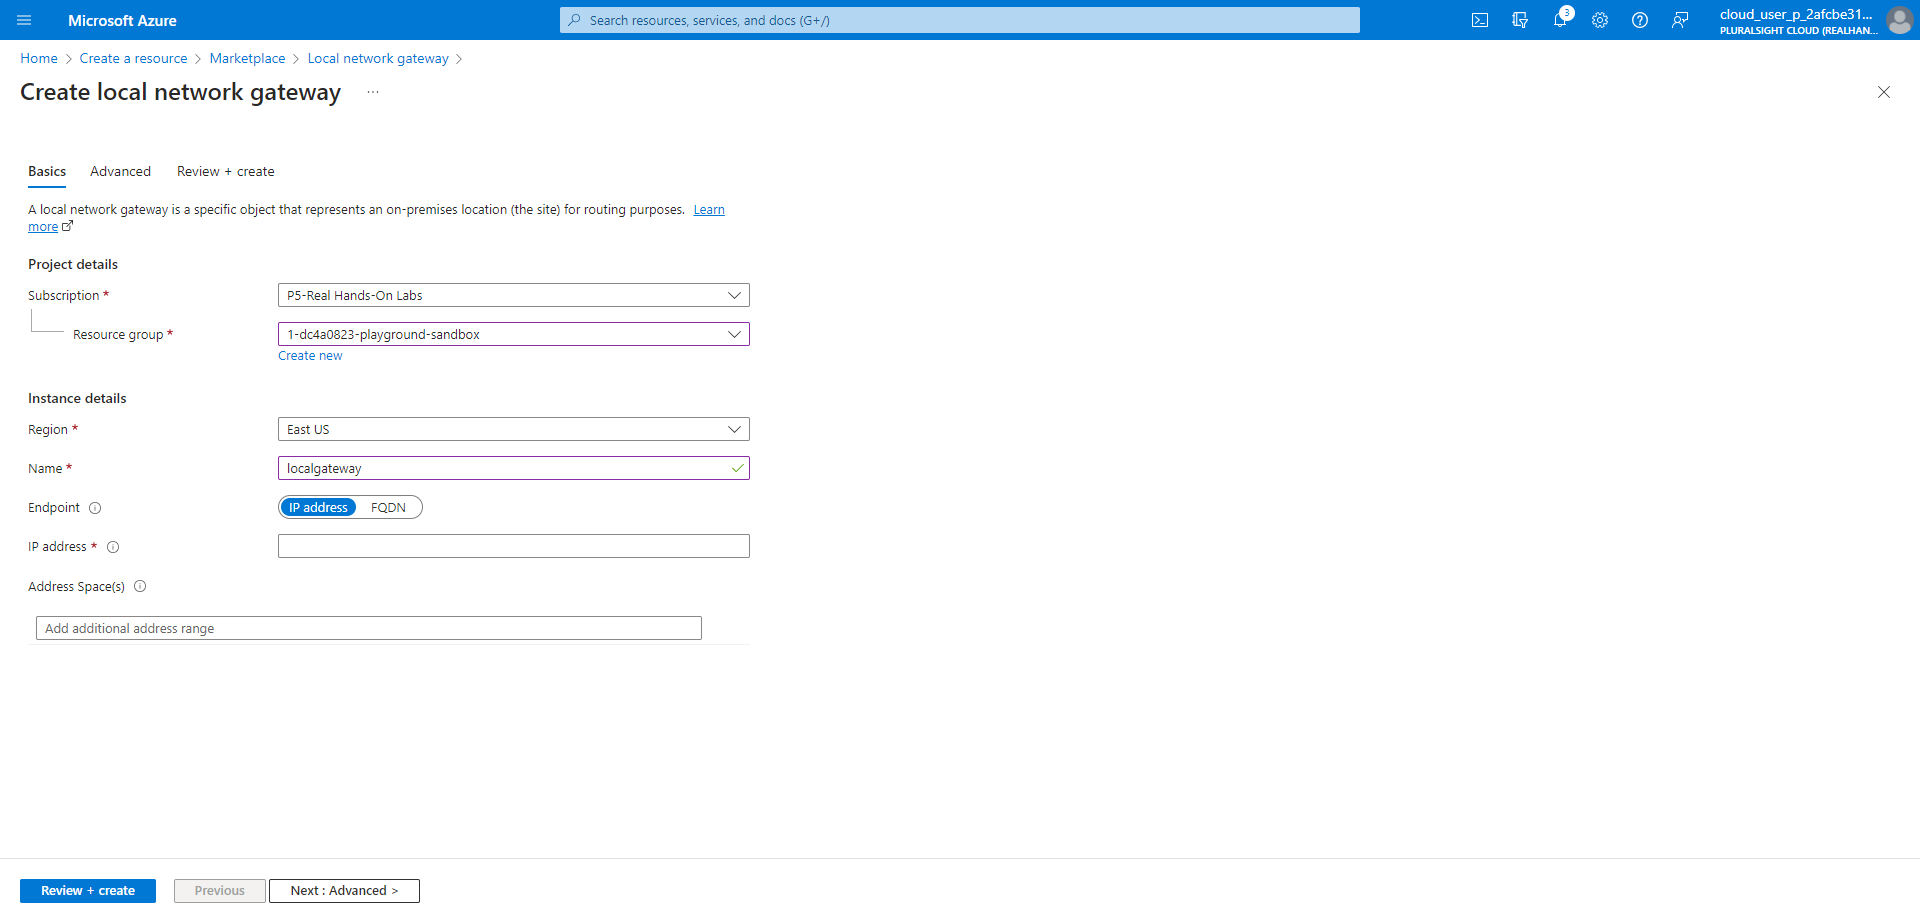 Microsoft Azure
Search resources, services, and docs (G+/)
3
cloud_user_p_2afcbe31...
PLURALSIGHT CLOUD (REALHAN...
Home > Create a resource > Marketplace > Local network gateway >
Create local network gateway ...
Basics Advanced Review + create
A local network gateway is a specific object that represents an on-premises location (the site) for routing purposes. Learn
more
Project details
Subscription *
P5-Real Hands-On Labs
Resource group *
1-dc4a0823-playground-sandbox
Create new
Instance details
Region *
East US
Name *
localgateway
Endpoint
IP address FQDN
IP address *
Address Space(s)
Add additional address range
Review + create Previous Next : Advanced >